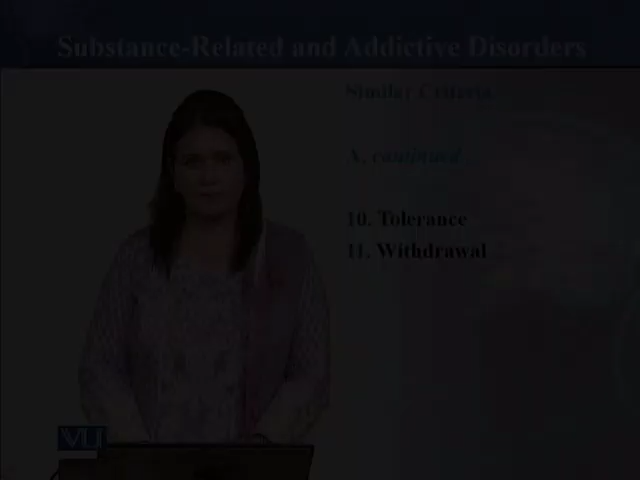 Substance-Related and Addictive Disorders
Similar Criteria
A. continued
10. Tolerance
11. Withdrawal
VU